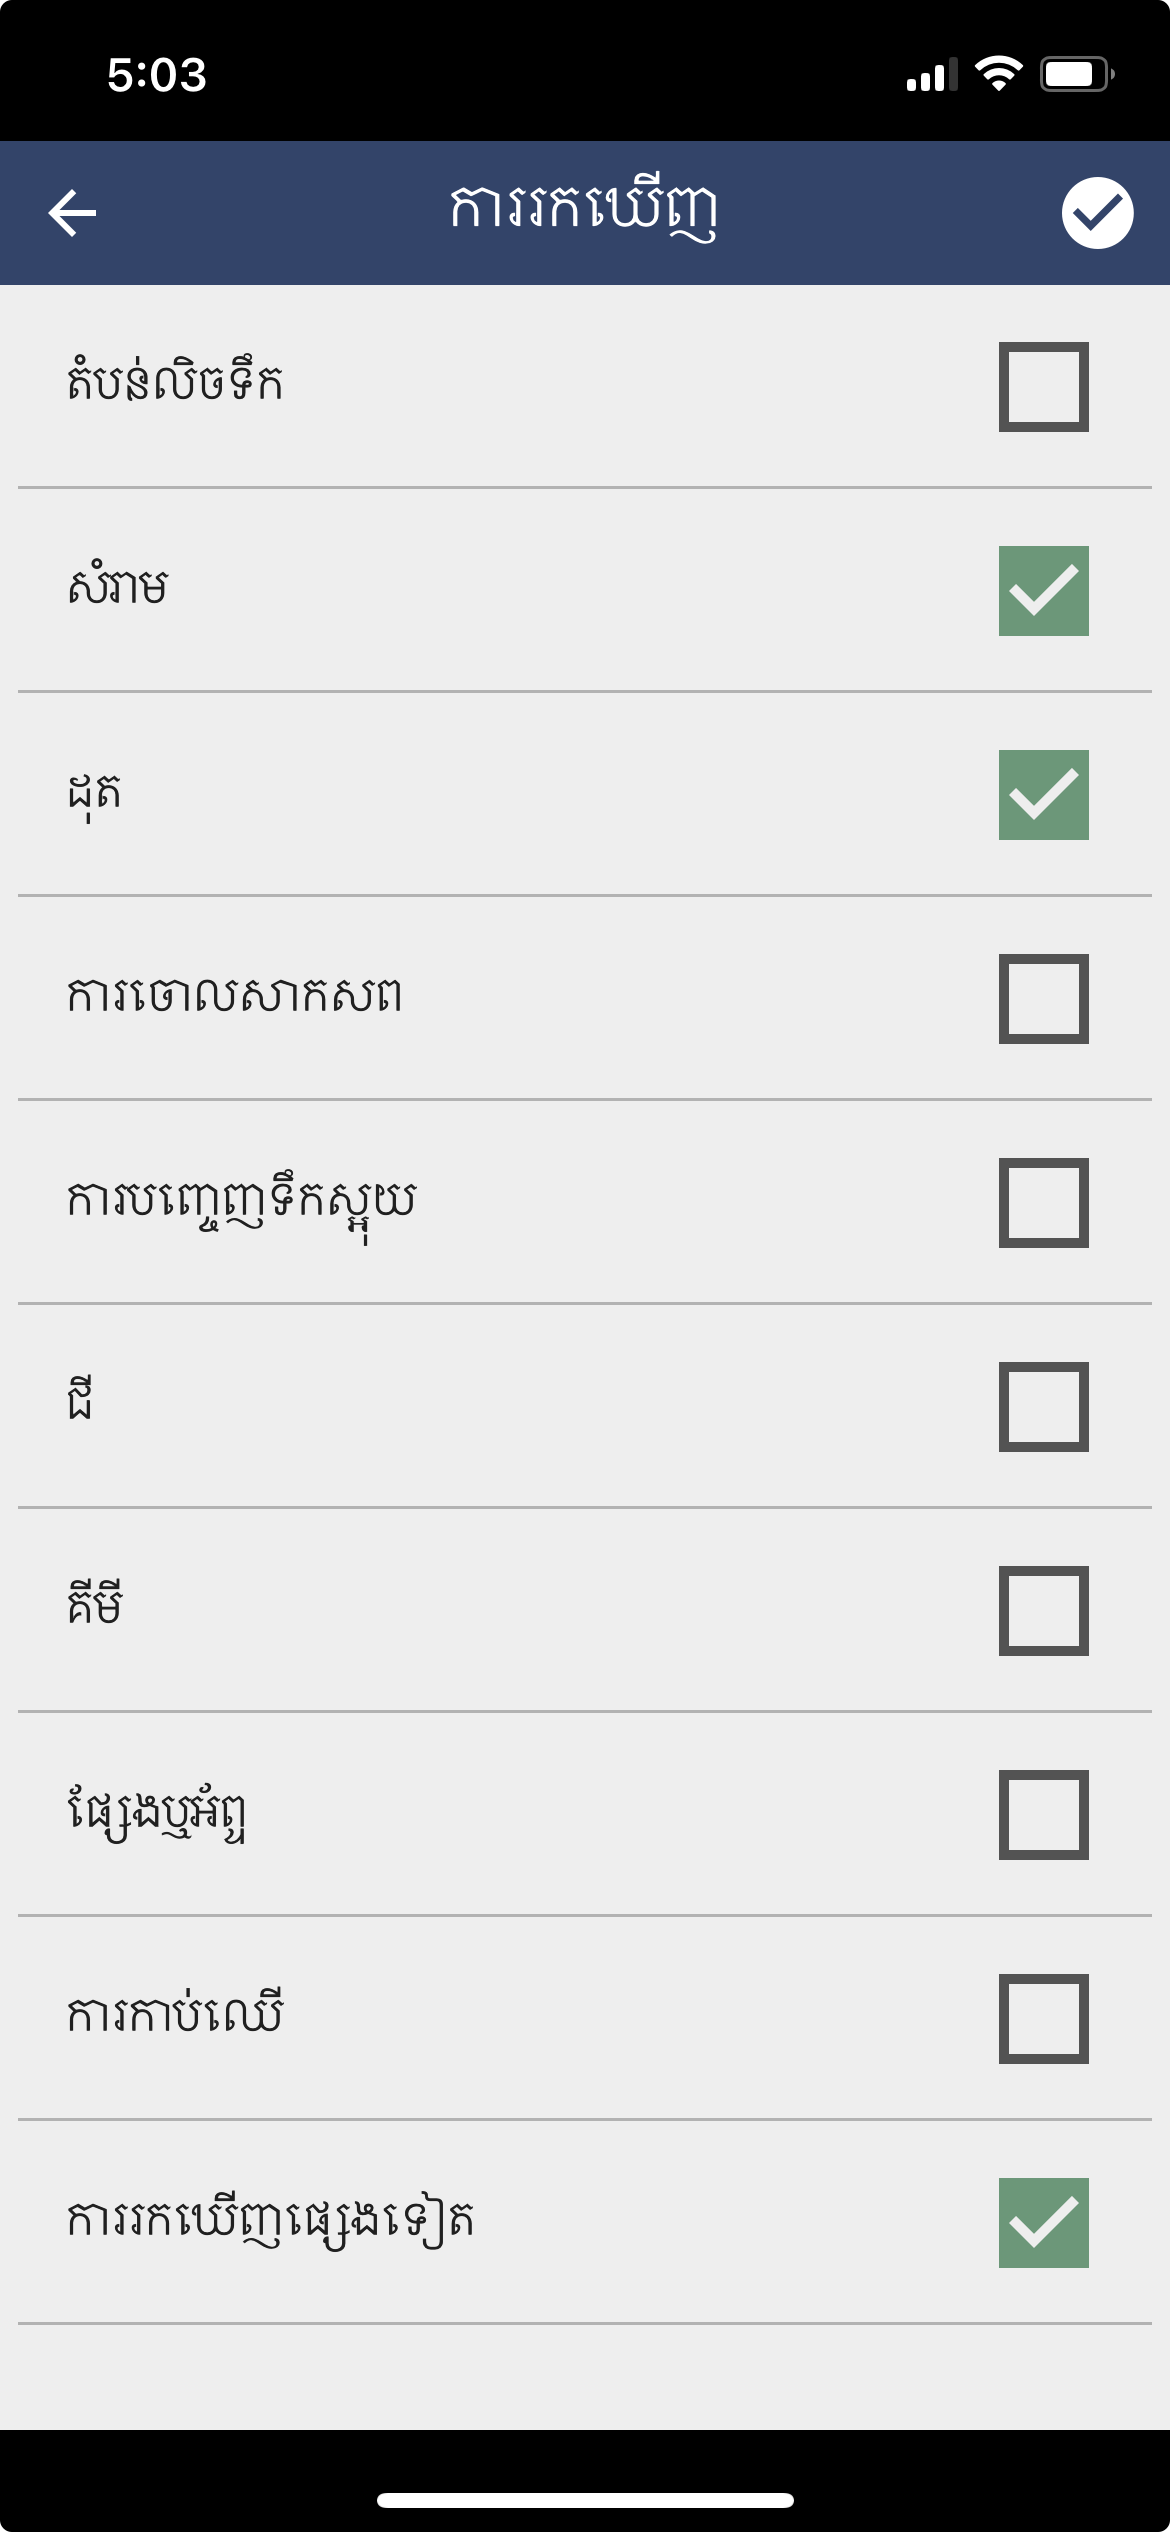 5:03
ការរកឃើញ
តំបន់លិចទឹក
សំរាម
ដុត
ការចោលសាកសព
ការបញ្ចេញទឹកស្អុយ
ជី
គីមី
ផ្សែងឬអ័ព្ទ
ការកាប់ឈើ
ការរកឃើញផ្សេងទៀត